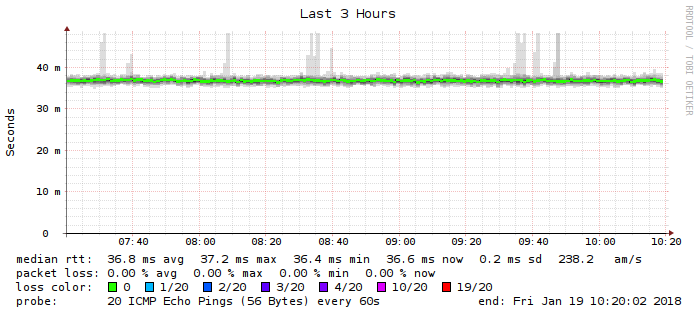 Last 3 Hours
RRDTOOL / TOBI OETIKER
Seconds
40 m
30 m
20 m
10 m
0
07:40 08:00 08:20 08:40 09:00 09:20 09:40 10:00 10:20
median rtt: 36.8 ms avg 37.2 ms max 36.4 ms min 36.6 ms now 0.2 ms sd 238.2 am/s
packet loss: 0.00 % avg 0.00 % max 0.00 % min 0.00 % now
loss color: 0 1/20 2/20 3/20 4/20 10/20 19/20
probe: 20 ICMP Echo Pings (56 Bytes) every 60s end: Fri Jan 19 10:20:02 2018